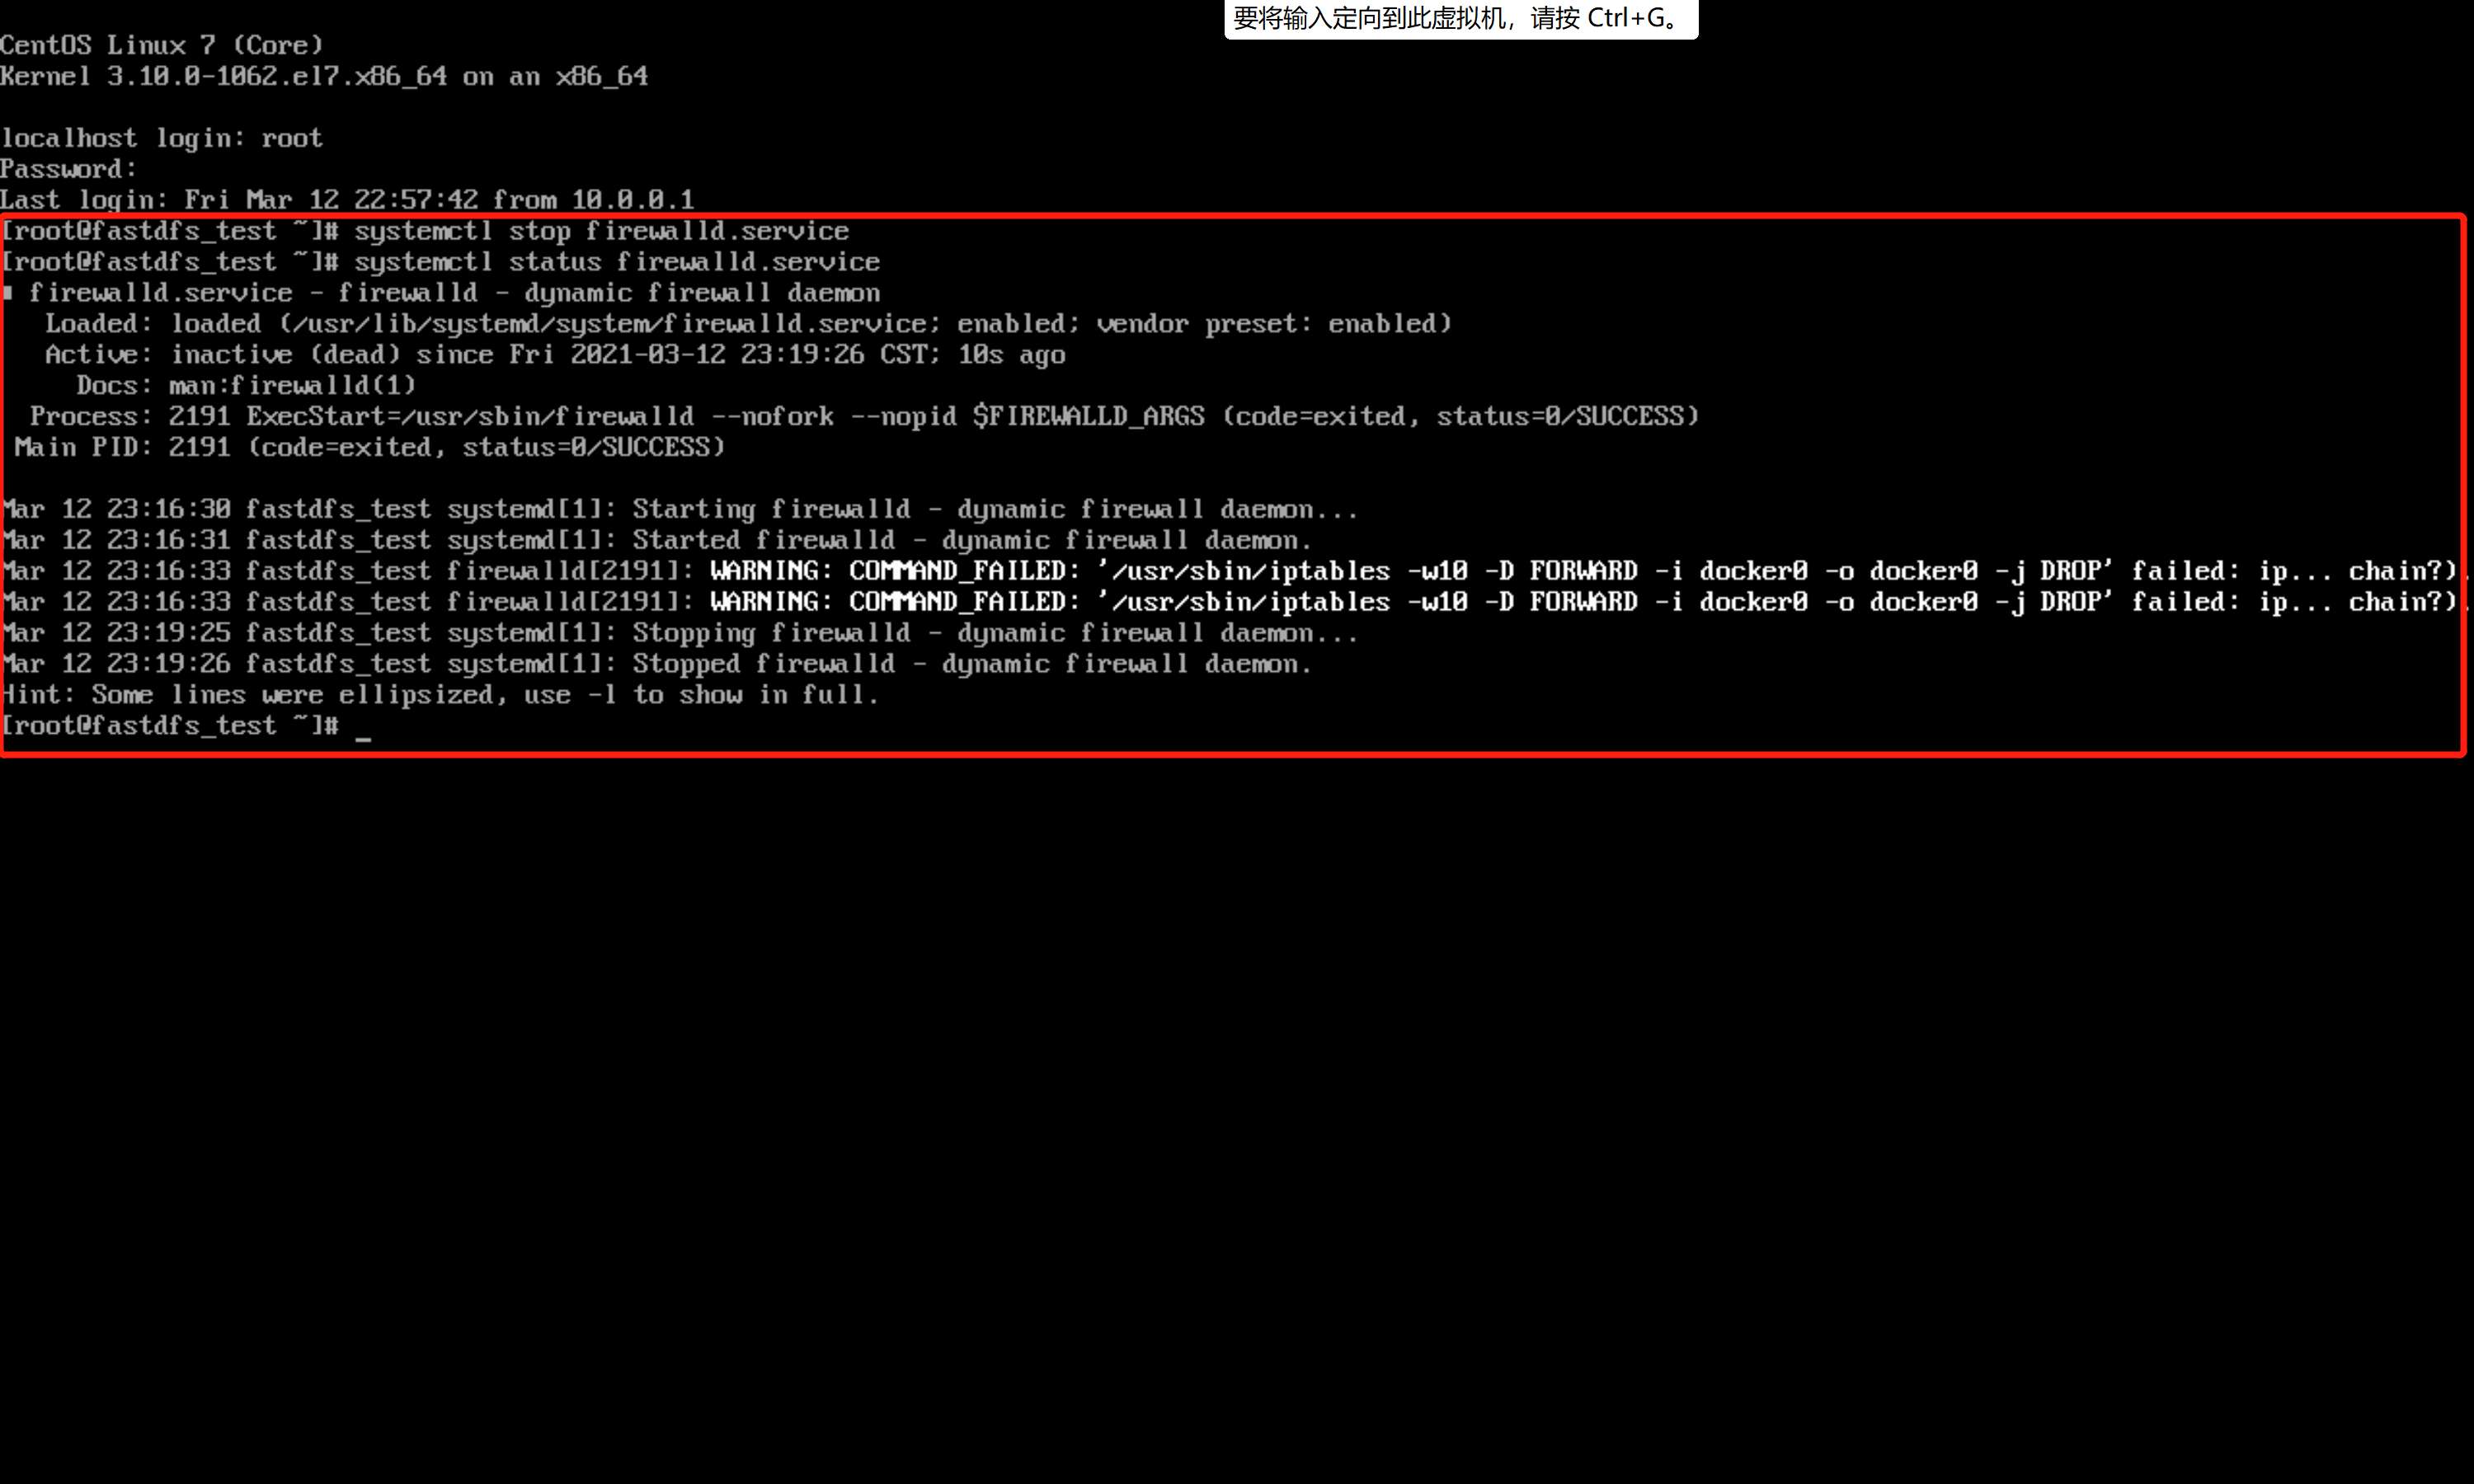 要将输入定向到此虚拟机，请按 Ctrl+G。
CentOS Linux 7 (Core)
Kernel 3.10.0-1062.el7.x86_64 on an x86_64
localhost login: root
Password:
Last login: Fri Mar 12 22:57:42 from 10.0.0.1
[root@fastdfs_test ~]# systemctl stop firewalld.service
[root@fastdfs_test ~]# systemctl status firewalld.service
■ firewalld.service - firewalld - dynamic firewall daemon
Loaded: loaded (/usr/lib/systemd/system/firewalld.service; enabled; vendor preset: enabled)
Active: inactive (dead) since Fri 2021-03-12 23:19:26 CST; 10s ago
Docs: man:firewalld(1)
Process: 2191 ExecStart=/usr/sbin/firewalld --nofork --nopid $FIREWALLD_ARGS (code=exited, status=0/SUCCESS)
Main PID: 2191 (code=exited, status=0/SUCCESS)
Mar 12 23:16:30 fastdfs_test systemd[1]: Starting firewalld - dynamic firewall daemon...
Mar 12 23:16:31 fastdfs_test systemd[1]: Started firewalld - dynamic firewall daemon.
Mar 12 23:16:33 fastdfs_test firewalld[2191]: WARNING: COMMAND_FAILED: '/usr/sbin/iptables -w10 -D FORWARD -i docker0 -o docker0 -j DROP' failed: ip... chain?).
Mar 12 23:16:33 fastdfs_test firewalld[2191]: WARNING: COMMAND_FAILED: '/usr/sbin/iptables -w10 -D FORWARD -i docker0 -o docker0 -j DROP' failed: ip... chain?).
Mar 12 23:19:25 fastdfs_test systemd[1]: Stopping firewalld - dynamic firewall daemon...
Mar 12 23:19:26 fastdfs_test systemd[1]: Stopped firewalld - dynamic firewall daemon.
Hint: Some lines were ellipsized, use -l to show in full.
[root@fastdfs_test ~]# _